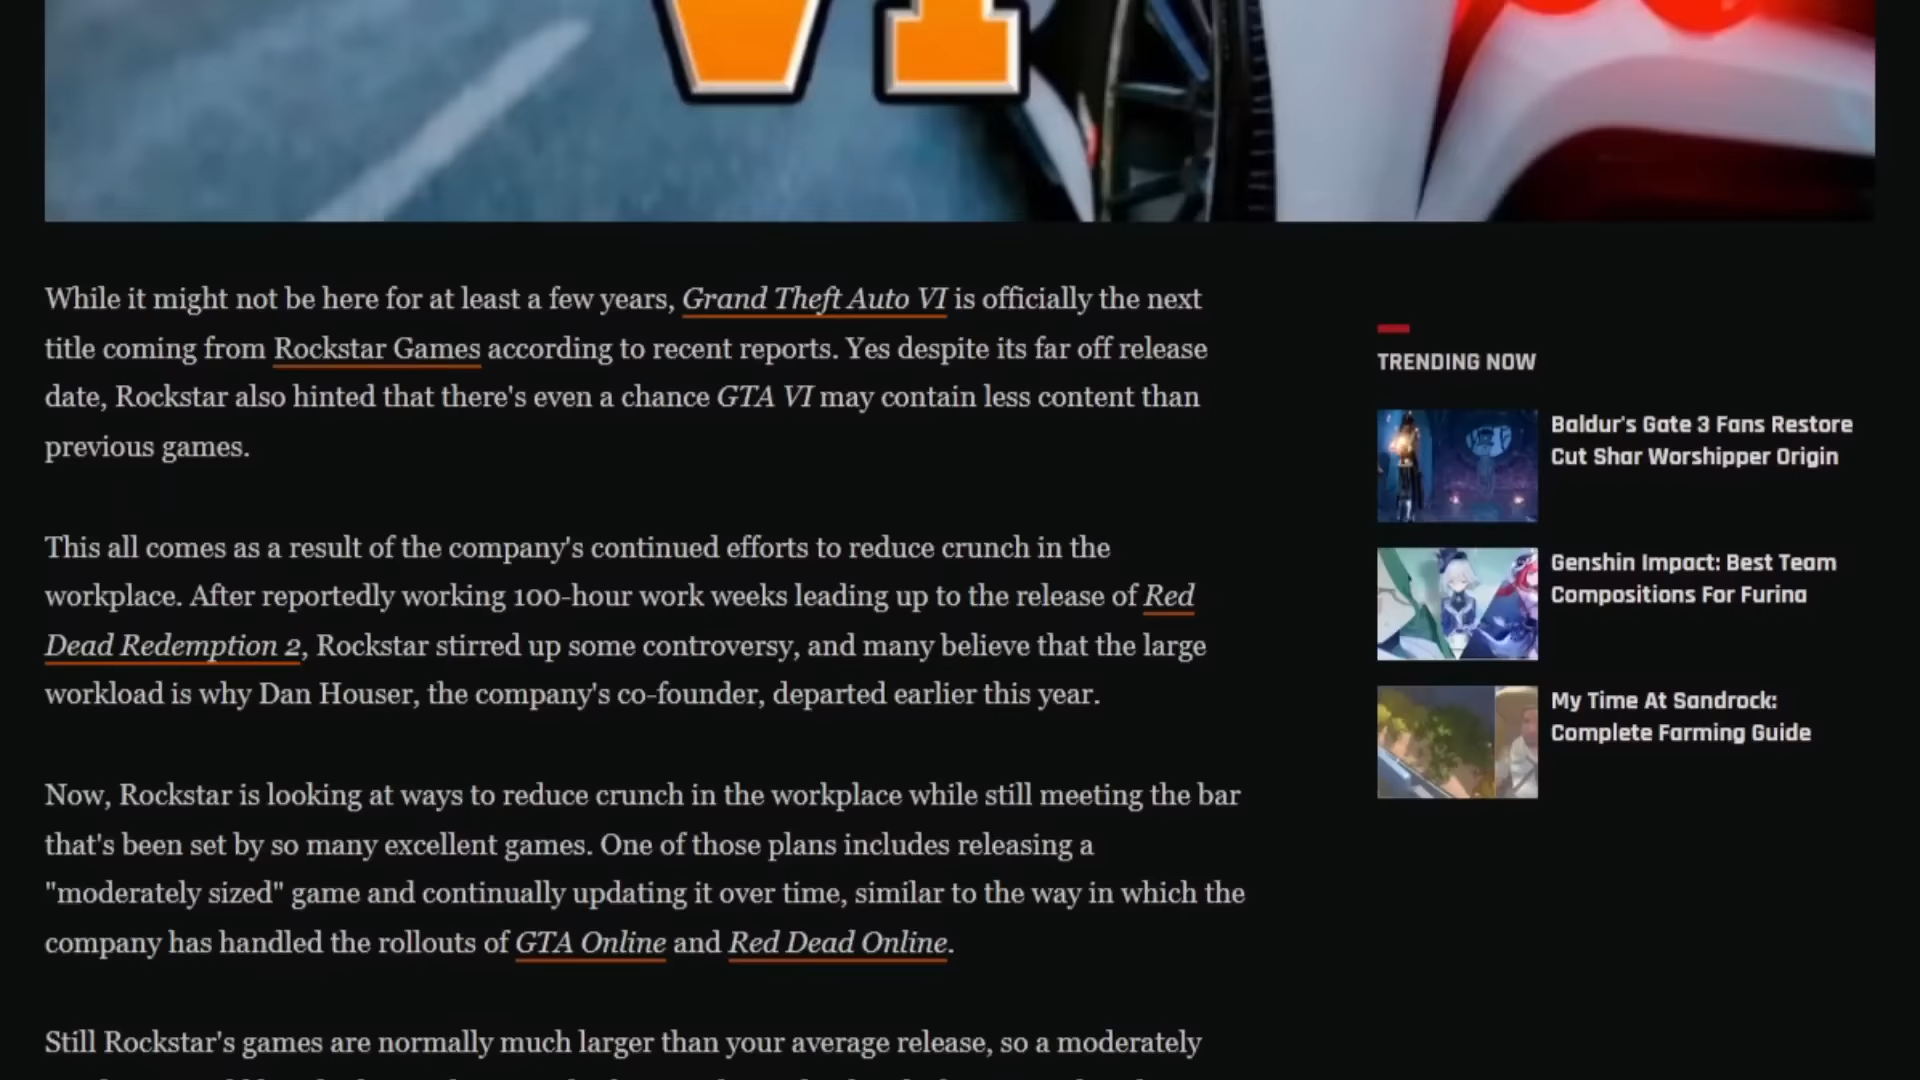 VI
While it might not be here for at least a few years, Grand Theft Auto VI is officially the next
title coming from Rockstar Games according to recent reports. Yes despite its far off release
date, Rockstar also hinted that there's even a chance GTA VI may contain less content than
previous games.
This all comes as a result of the company's continued efforts to reduce crunch in the
workplace. After reportedly working 100-hour work weeks leading up to the release of Red
Dead Redemption 2, Rockstar stirred up some controversy, and many believe that the large
workload is why Dan Houser, the company's co-founder, departed earlier this year.
Now, Rockstar is looking at ways to reduce crunch in the workplace while still meeting the bar
that's been set by so many excellent games. One of those plans includes releasing a
"moderately sized" game and continually updating it over time, similar to the way in which the
company has handled the rollouts of GTA Online and Red Dead Online.
Still Rockstar's games are normally much larger than your average release, so a moderately
TRENDING NOW
Baldur's Gate 3 Fans Restore
Cut Shar Worshipper Origin
Genshin Impact: Best Team
Compositions For Furina
My Time At Sandrock:
Complete Farming Guide